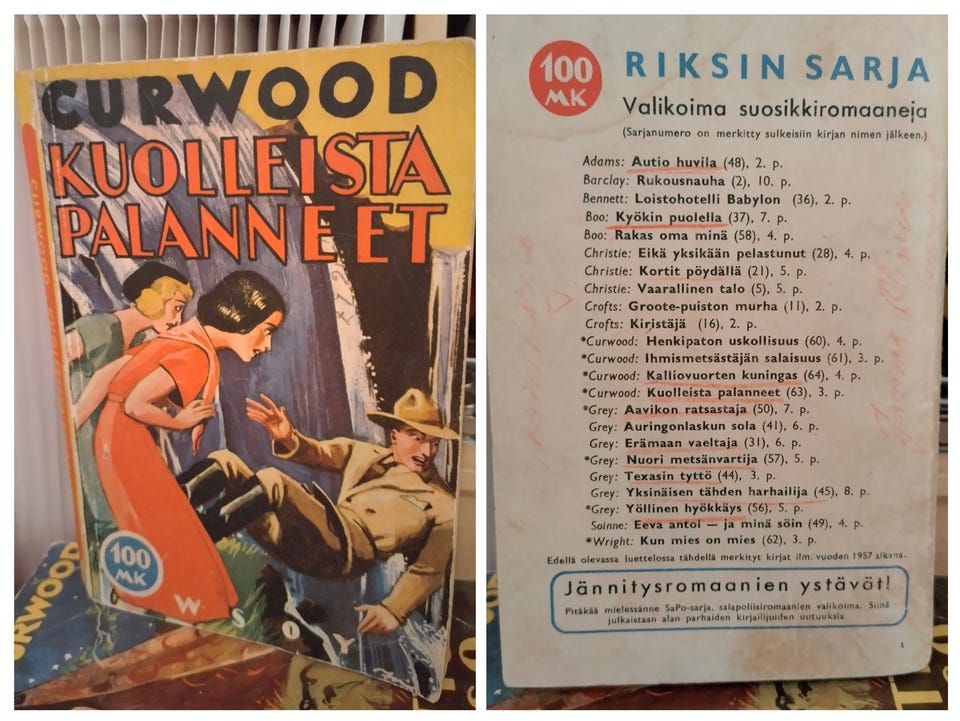 CURWOOD
KUOLLEISTA
PALANNEET
CURWOOD
100
MK
W S O Y
URWOOD
100
MK
RIKSIN SARJA
Valikoima suosikkiromaaneja
(Sarjanumero on merkitty sulkeisiin kirjan nimen jälkeen.)
Adams: Autio huvila (48), 2. p.
Barclay: Rukousnauha (2), 10. p.
Bennett: Loistohotelli Babylon (36), 2. p.
Boo: Kyökin puolella (37), 7. p.
Boo: Rakas oma minä (58), 4. p.
Christie: Eikä yksikään pelastunut (28), 4. p.
Christie: Kortit pöydällä (21), 5. p.
Christie: Vaarallinen talo (5), 5. p.
Crofts: Groote-puiston murha (11), 2. p.
Crofts: Kiristäjä (16), 2. p.
*Curwood: Henkipaton uskollisuus (60), 4. p.
*Curwood: Ihmismetsästäjän salaisuus (61), 3. p.
*Curwood: Kalliovuorten kuningas (64), 4. p.
*Curwood: Kuolleista palanneet (63), 3. p.
*Grey: Aavikon ratsastaja (50), 7. p.
Grey: Auringonlaskun sola (41), 6. p.
Grey: Erämaan vaeltaja (31), 6. p.
*Grey: Nuori metsänvartija (57), 5. p.
Grey: Texasin tyttö (44), 3. p.
Grey: Yksinäisen tähden harhailija (45), 8. p.
*Grey: Yöllinen hyökkäys (56), 5. p.
Soinne: Eeva antoi — ja minä söin (49), 4. p.
*Wright: Kun mies on mies (62), 3. p.
Edellä olevassa luettelossa tähdellä merkityt kirjat ilm. vuoden 1957 aikana.
Jännitysromaanien ystävät!
Pitäkää mielessänne SaPo-sarja, salapoliisiromaanien valikoima. Siinä
julkaistaan alan parhaiden kirjailijoiden uutuuksia.
1